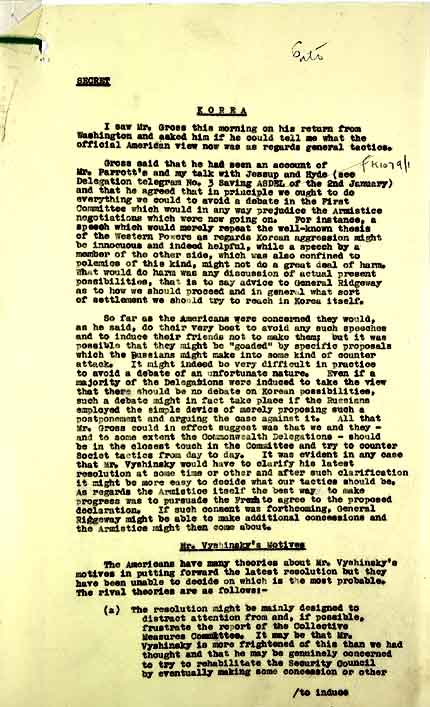 SECRET
KOREA
I saw Mr. Gross this morning on his return from
Washington and asked him if he could tell me what the
official American view now was as regards general tactics.
FK1079/1
Gross said that he had seen an account of
Mr. Parrott's and my talk with Jessup and Hyde (see
Delegation telegram No. 3 Saving ASDEL of the 2nd January)
and that he agreed that in principle we ought to do
everything we could to avoid a debate in the First
Committee which would in any way prejudice the Armistice
negotiations which were now going on. For instance, a
speech which would merely repeat the well-known thesis
of the Western Powers as regards Korean aggression might
be innocuous and indeed helpful, while a speech by a
member of the other side, which was also confined to
polemics of this kind, might not do a great deal of harm.
What would do harm was any discussion of actual present
possibilities, that is to say advice to General Ridgeway
as to how we should proceed and in general what sort
of settlement we should try to reach in Korea itself.
So far as the Americans were concerned they would,
as he said, do their very best to avoid any such speeches
and to induce their friends not to make them; but it was
possible that they might be "goaded" by specific proposals
which the Russians might make into some kind of counter
attack. It might indeed be very difficult in practice
to avoid a debate of an unfortunate nature. Even if a
majority of the Delegations were induced to take the view
that there should be no debate on Korean possibilities,
such a debate might in fact take place if the Russians
employed the simple device of merely proposing such a
postponement and arguing the case against it. All that
Mr. Gross could in effect suggest was that we and they -
and to some extent the Commonwealth Delegations - should
be in the closest touch in the Committee and try to counter
Soviet tactics from day to day. It was evident in any case
that Mr. Vyshinsky would have to clarify his latest
resolution at some time or other and after such clarification
it might be more easy to decide what our tactics should be.
As regards the Armistice itself the best way to make
progress was to pursuade the French to agree to the proposed
declaration. If such consent was forthcoming, General
Ridgeway might be able to make additional concessions and
the Armistice might then come about.
Mr. Vyshinsky's Motives
The Americans have many theories about Mr. Vyshinsky's
motives in putting forward the latest resolution but they
have been unable to decide on which is the most probable.
The rival theories are as follows:-
(a) The resolution might be mainly designed to
distract attention from and, if possible,
frustrate the report of the Collective
Measures Committee. It may be that Mr.
Vyshinsky is more frightened of this than we had
thought and that he may be genuinely concerned
to try to rehabilitate the Security Council
by eventually making some concession or other
/to induce